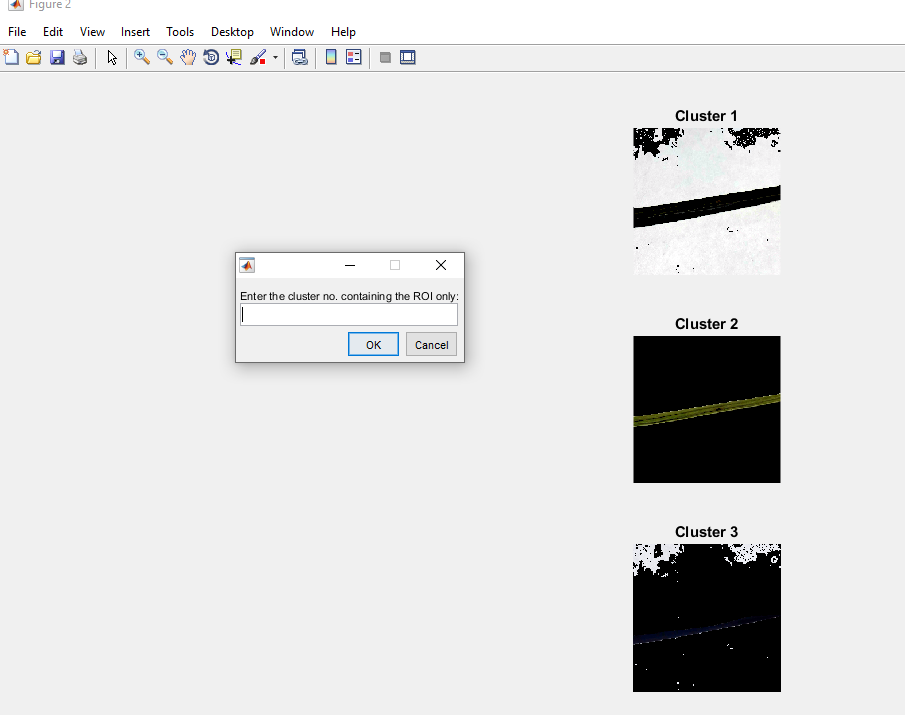 Figure 2
File Edit View Insert Tools Desktop Window Help
Cluster 1
Enter the cluster no. containing the ROI only:
OK Cancel
Cluster 2
Cluster 3